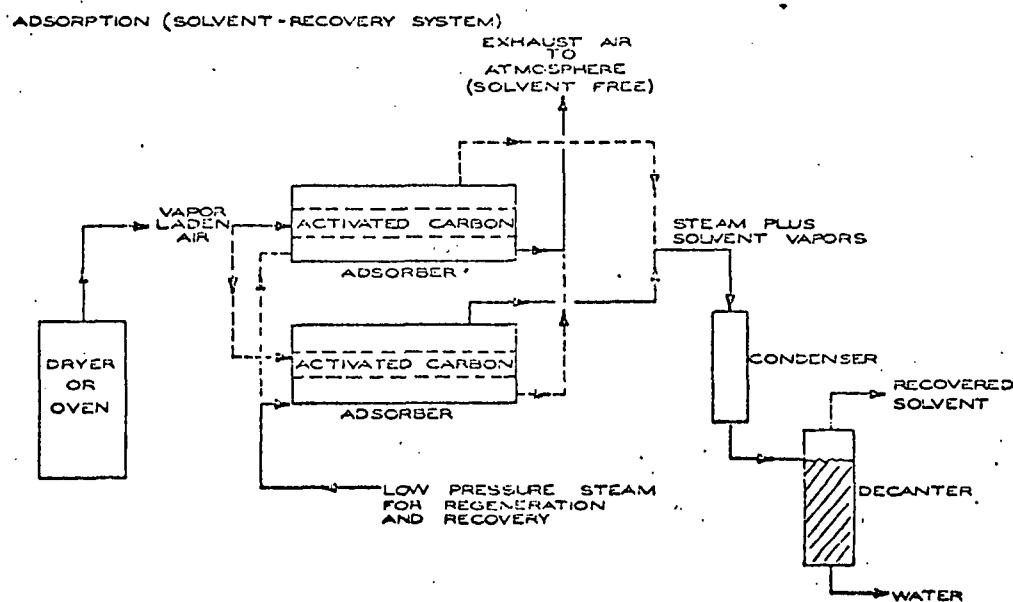 ADSORPTION (SOLVENT-RECOVERY SYSTEM)
EXHAUST AIR
TO
ATMOSPHERE
(SOLVENT FREE)
VAPOR
LADEN
AIR
ACTIVATED CARBON
ADSORBER
STEAM PLUS
SOLVENT VAPORS
DRYER
OR
OVEN
ACTIVATED CARBON
ADSORBER
CONDENSER
RECOVERED
SOLVENT
LOW PRESSURE STEAM
FOR REGENERATION
AND RECOVERY
DECANTER
WATER